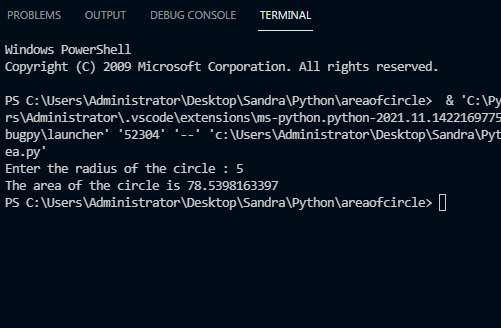 PROBLEMS OUTPUT DEBUG CONSOLE TERMINAL
Windows PowerShell
Copyright (C) 2009 Microsoft Corporation. All rights reserved.
PS C:\Users\Administrator\Desktop\Sandra\Python\areaofcircle>  & 'C:\Py
rs\Administrator\.vscode\extensions\ms-python.python-2021.11.1422169775
bugpy\launcher' '52304' '--' 'c:\Users\Administrator\Desktop\Sandra\Pyt
ea.py'
Enter the radius of the circle : 5
The area of the circle is 78.5398163397
PS C:\Users\Administrator\Desktop\Sandra\Python\areaofcircle>